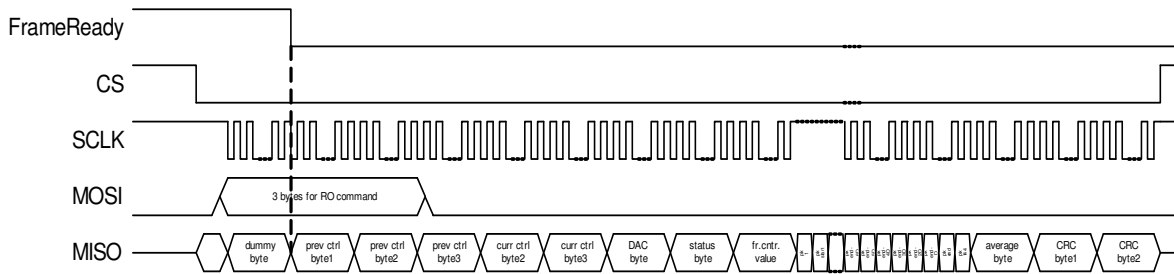 FrameReady
CS
SCLK
MOSI
3 bytes for RO command
MISO
dummy
byte
prev ctrl
byte1
prev ctrl
byte2
prev ctrl
byte3
curr ctrl
byte2
curr ctrl
byte3
DAC
byte
status
byte
fr.cntr.
value
average
byte
CRC
byte1
CRC
byte2